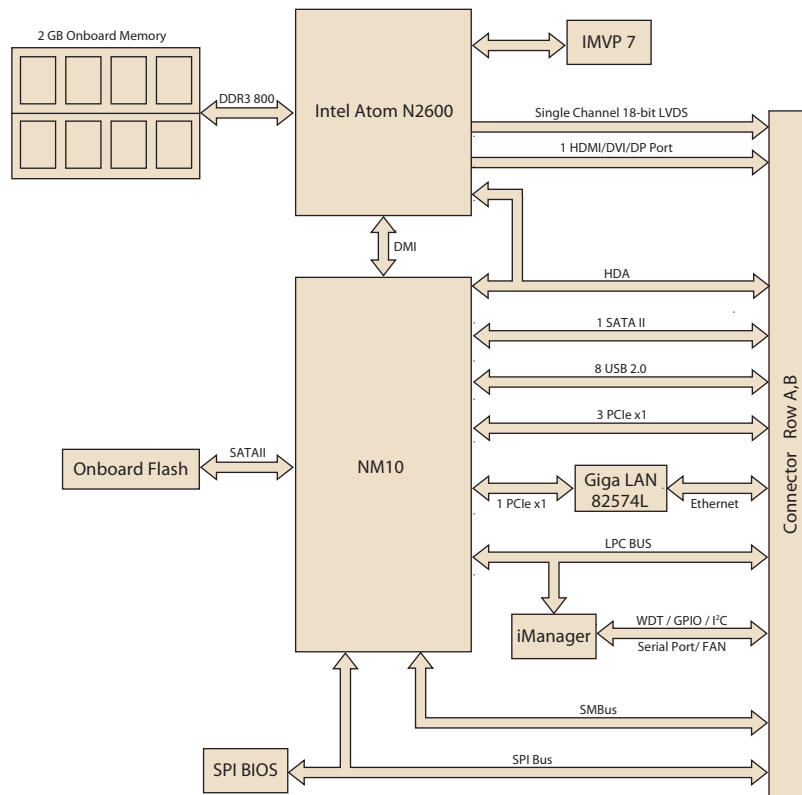 2 GB Onboard Memory
IMVP 7
DDR3 800
Intel Atom N2600
Single Channel 18-bit LVDS
1 HDMI/DVI/DP Port
DMI
HDA
1 SATA II
8 USB 2.0
3 PCIe x1
Onboard Flash
SATAII
NM10
Giga LAN
82574L
1 PCIe x1
Ethernet
Connector Row A,B
LPC BUS
iManager
WDT / GPIO / I²C
Serial Port/ FAN
SMBus
SPI BIOS
SPI Bus